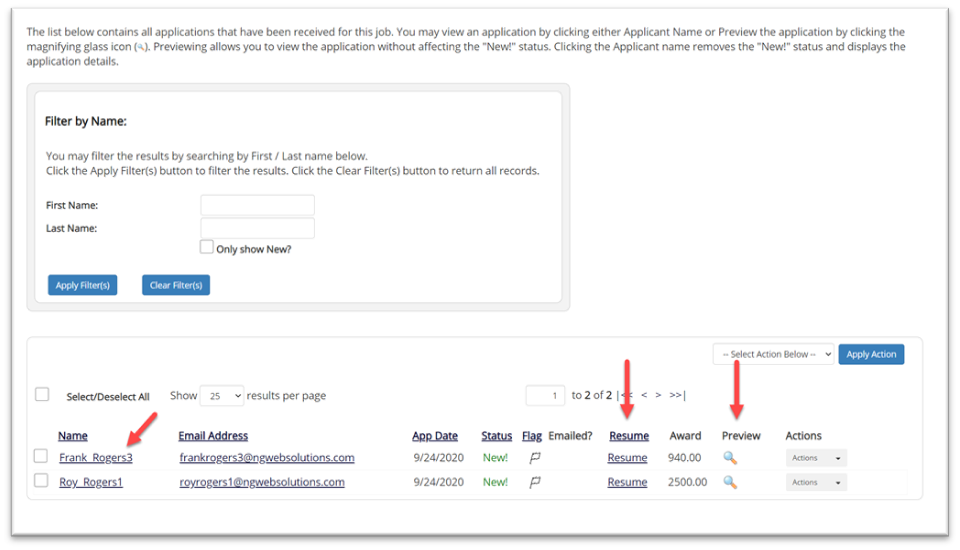 The list below contains all applications that have been received for this job. You may view an application by clicking either Applicant Name or Preview the application by clicking the
magnifying glass icon ( ). Previewing allows you to view the application without affecting the "New!" status. Clicking the Applicant name removes the "New!" status and displays the
application details.
Filter by Name:
You may filter the results by searching by First / Last name below.
Click the Apply Filter(s) button to filter the results. Click the Clear Filter(s) button to return all records.
First Name:
Last Name:
Only show New?
Apply Filter(s) Clear Filter(s)
-- Select Action Below -- Apply Action
Select/Deselect All Show 25 results per page 1 to 2 of 2 |<< < > >>|
Name Email Address App Date Status Flag Emailed? Resume Award Preview Actions
Frank Rogers3 frankrogers3@ngwebsolutions.com 9/24/2020 New! Resume 940.00 Actions
Roy Rogers1 royrogers1@ngwebsolutions.com 9/24/2020 New! Resume 2500.00 Actions